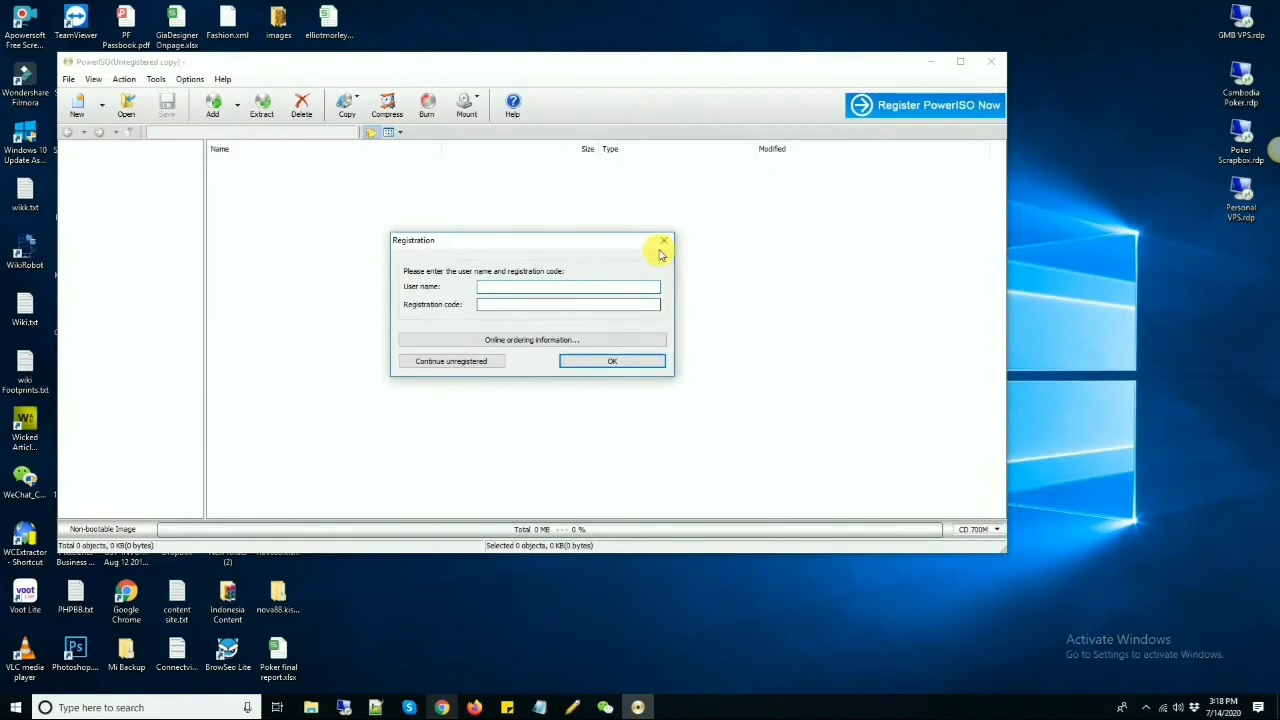 Apowersoft
Free Scre...
TeamViewer
PF
Passbook.pdf
GiaDesigner
Onpage.xlsx
Fashion.xml
images
elliotmorley...
GMB VPS.rdp
PowerISO(Unregistered copy) -
File View Action Tools Options Help
New Open Save Add Extract Delete Copy Compress Burn Mount Help
Register PowerISO Now
Name Size Type Modified
Wondershare
Filmora
Windows 10
Update As...
wikk.txt
WikiRobot
Wiki.txt
wiki
Footprints.txt
Wicked
Articl...
WeChat_C...
WCExtractor
- Shortcut
Cambodia
Poker.rdp
Poker
Scrapbox.rdp
Personal
VPS.rdp
Registration
Please enter the user name and registration code:
User name:
Registration code:
Online ordering information...
Continue unregistered OK
Non-bootable Image Total 0 MB --- 0 % CD 700M
Total 0 objects, 0 KB(0 bytes) Selected 0 objects, 0 KB(0 bytes)
Business ...
Aug 12 201...
(2)
voot
Voot Lite
PHPBB.txt
Google
Chrome
content
site.txt
Indonesia
Content
nova88.kis...
VLC media
player
Ps
Photoshop....
Mi Backup
Connectvi...
BrowSeo Lite
Poker final
report.xlsx
Activate Windows
Go to Settings to activate Windows.
Type here to search
3:18 PM
7/14/2020